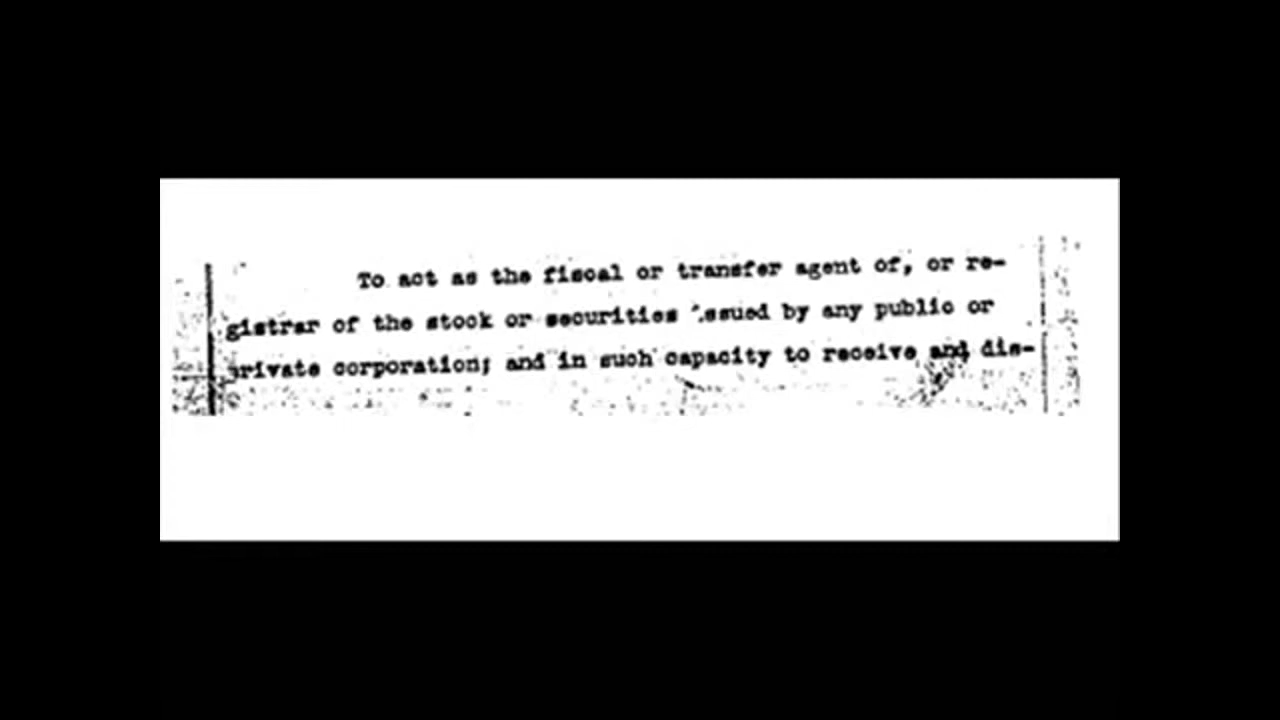 To act as the fiscal or transfer agent of, or re-
gistrar of the stock or securities issued by any public or
private corporation; and in such capacity to receive and dis-